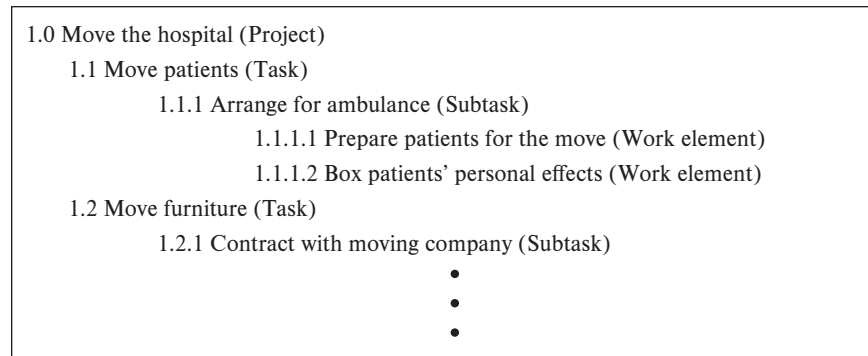 1.0 Move the hospital (Project)
1.1 Move patients (Task)
1.1.1 Arrange for ambulance (Subtask)
1.1.1.1 Prepare patients for the move (Work element)
1.1.1.2 Box patients’ personal effects (Work element)
1.2 Move furniture (Task)
1.2.1 Contract with moving company (Subtask)
•
•
•